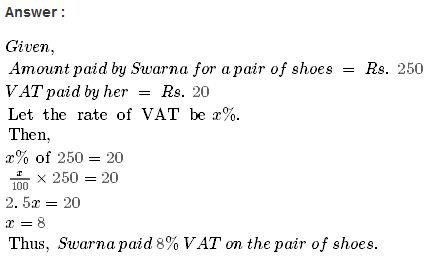 Answer :
Given,
Amount paid by Swarna for a pair of shoes = Rs. 250
VAT paid by her = Rs. 20
Let the rate of VAT be x%.
Then,
x% of 250 = 20
x/100 × 250 = 20
2. 5x = 20
x = 8
Thus, Swarna paid 8% VAT on the pair of shoes.